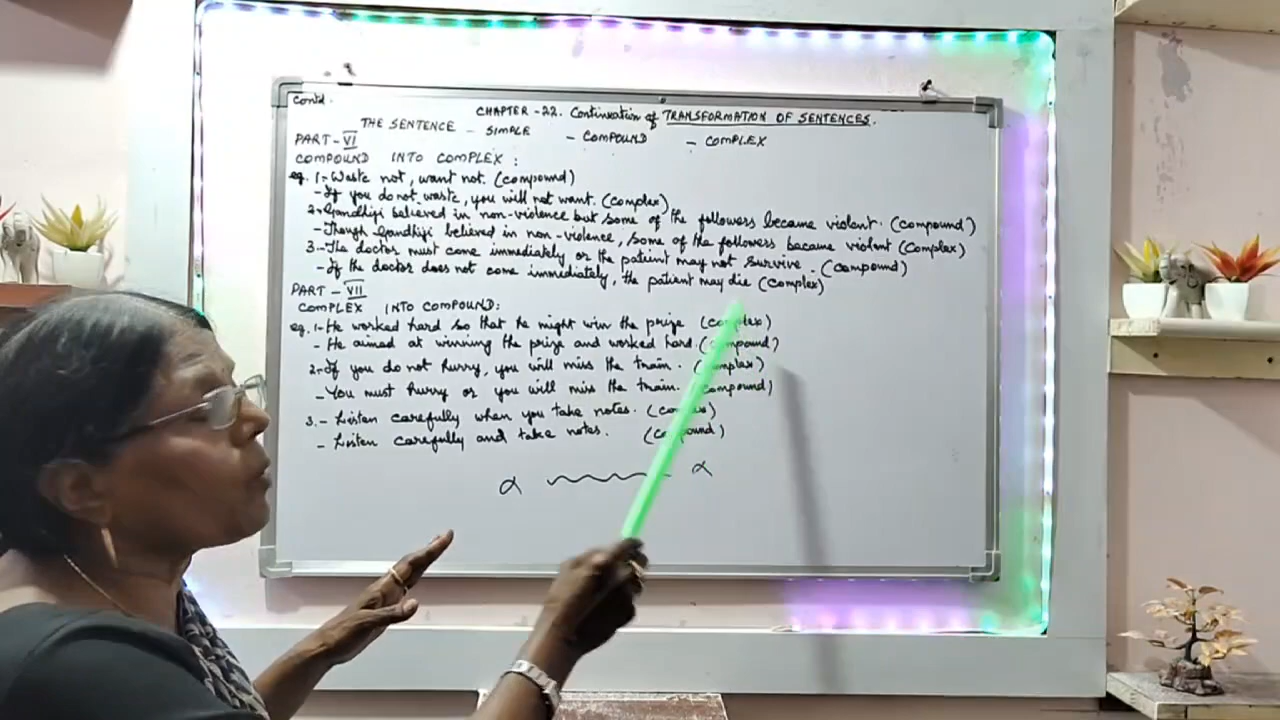 Contd.
CHAPTER-22. Continuation of TRANSFORMATION OF SENTENCES.
THE SENTENCE - SIMPLE - COMPOUND - COMPLEX
PART-VI
COMPOUND INTO COMPLEX:
eg. 1-Waste not, want not. (compound)
-If you do not waste, you will not want. (complex)
2-Gandhiji believed in non-violence but some of the followers became violent. (compound)
-Though Gandhiji believed in non-violence, some of the followers became violent (complex)
3.-The doctor must come immediately or the patient may not survive. (compound)
-If the doctor does not come immediately, the patient may die (complex)
PART-VII
COMPLEX INTO COMPOUND:
eg. 1-He worked hard so that he might win the prize (complex)
-He aimed at winning the prize and worked hard. (compound)
2-If you do not hurry, you will miss the train. (complex)
-You must hurry or you will miss the train. (compound)
3.-Listen carefully when you take notes. (complex)
-Listen carefully and take notes. (compound)